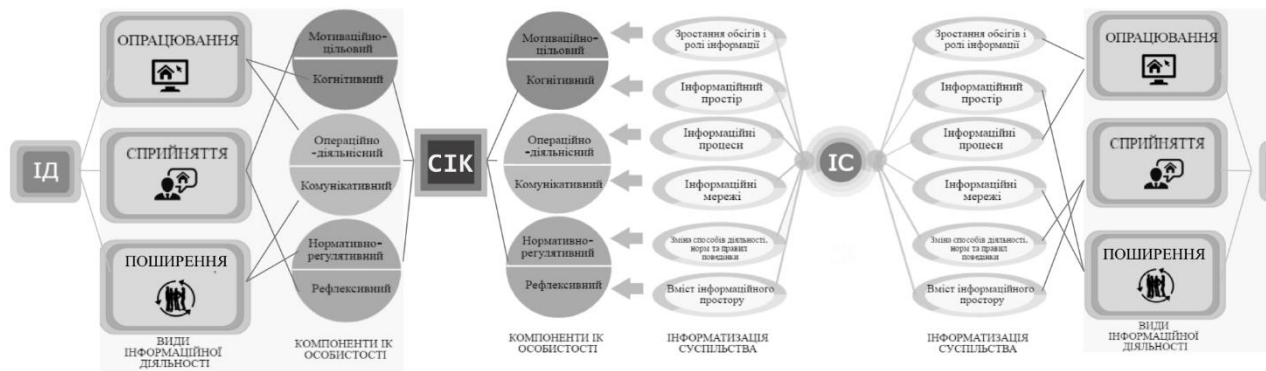 ІД
ОПРАЦЮВАННЯ
СПРИЙНЯТТЯ
ПОШИРЕННЯ
ВИДИ
ІНФОРМАЦІЙНОЇ
ДІЯЛЬНОСТІ
Мотиваційно-
цільовий
Когнітивний
Операційно
-діяльнісний
Комунікативний
Нормативно-
регулятивний
Рефлексивний
КОМПОНЕНТИ ІК
ОСОБИСТОСТІ
СІК
Мотиваційно-
цільовий
Когнітивний
Операційно
-діяльнісний
Комунікативний
Нормативно-
регулятивний
Рефлексивний
КОМПОНЕНТИ ІК
ОСОБИСТОСТІ
Зростання обсягів і
ролі інформації
Інформаційний
простір
Інформаційні
процеси
Інформаційні
мережі
Зміна способів діяльності,
норм та правил
поведінки
Вміст інформаційного
простору
ІНФОРМАТИЗАЦІЯ
СУСПІЛЬСТВА
ІС
Зростання обсягів і
ролі інформації
Інформаційний
простір
Інформаційні
процеси
Інформаційні
мережі
Зміна способів діяльності,
норм та правил
поведінки
Вміст інформаційного
простору
ІНФОРМАТИЗАЦІЯ
СУСПІЛЬСТВА
ОПРАЦЮВАННЯ
СПРИЙНЯТТЯ
ПОШИРЕННЯ
ВИДИ
ІНФОРМАЦІЙНОЇ
ДІЯЛЬНОСТІ